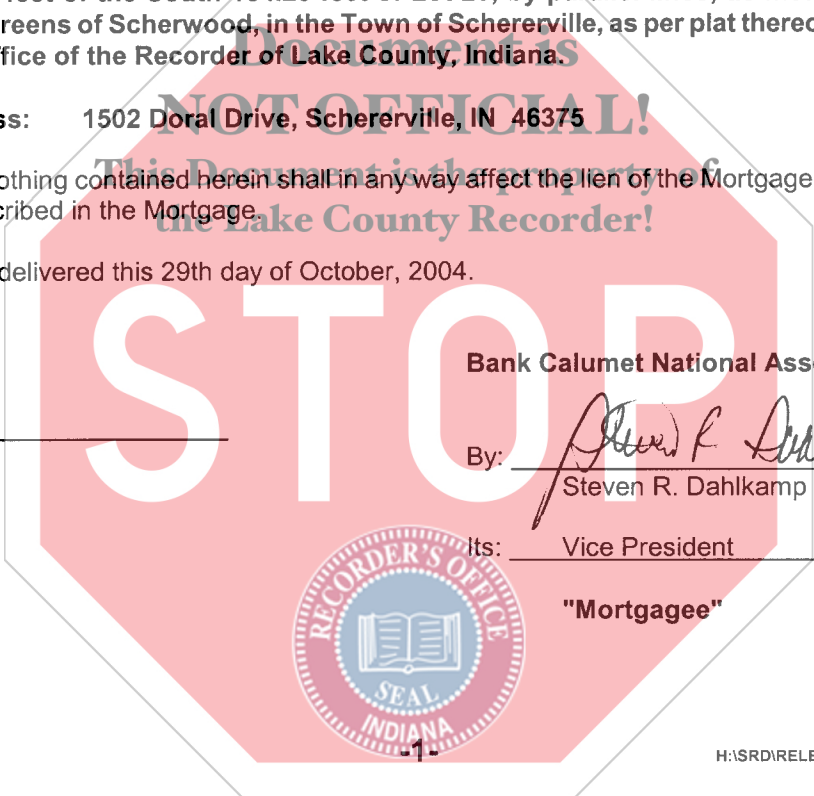 reens of Scherwood, in the Town of Schererville, as per plat thereo
ffice of the Recorder of Lake County, Indiana.
Document is
NOT OFFICIAL!
ss: 1502 Doral Drive, Schererville, IN 46375
This Document is the property of
the Lake County Recorder!
othing contained herein shall in any way affect the lien of the Mortgage
cribed in the Mortgage.
delivered this 29th day of October, 2004.
STOP
Bank Calumet National Ass
By:
Steven R. Dahlkamp
Its: Vice President
"Mortgagee"
RECORDER'S OFFICE
SEAL
INDIANA
-1-
H:\SRD\RELE